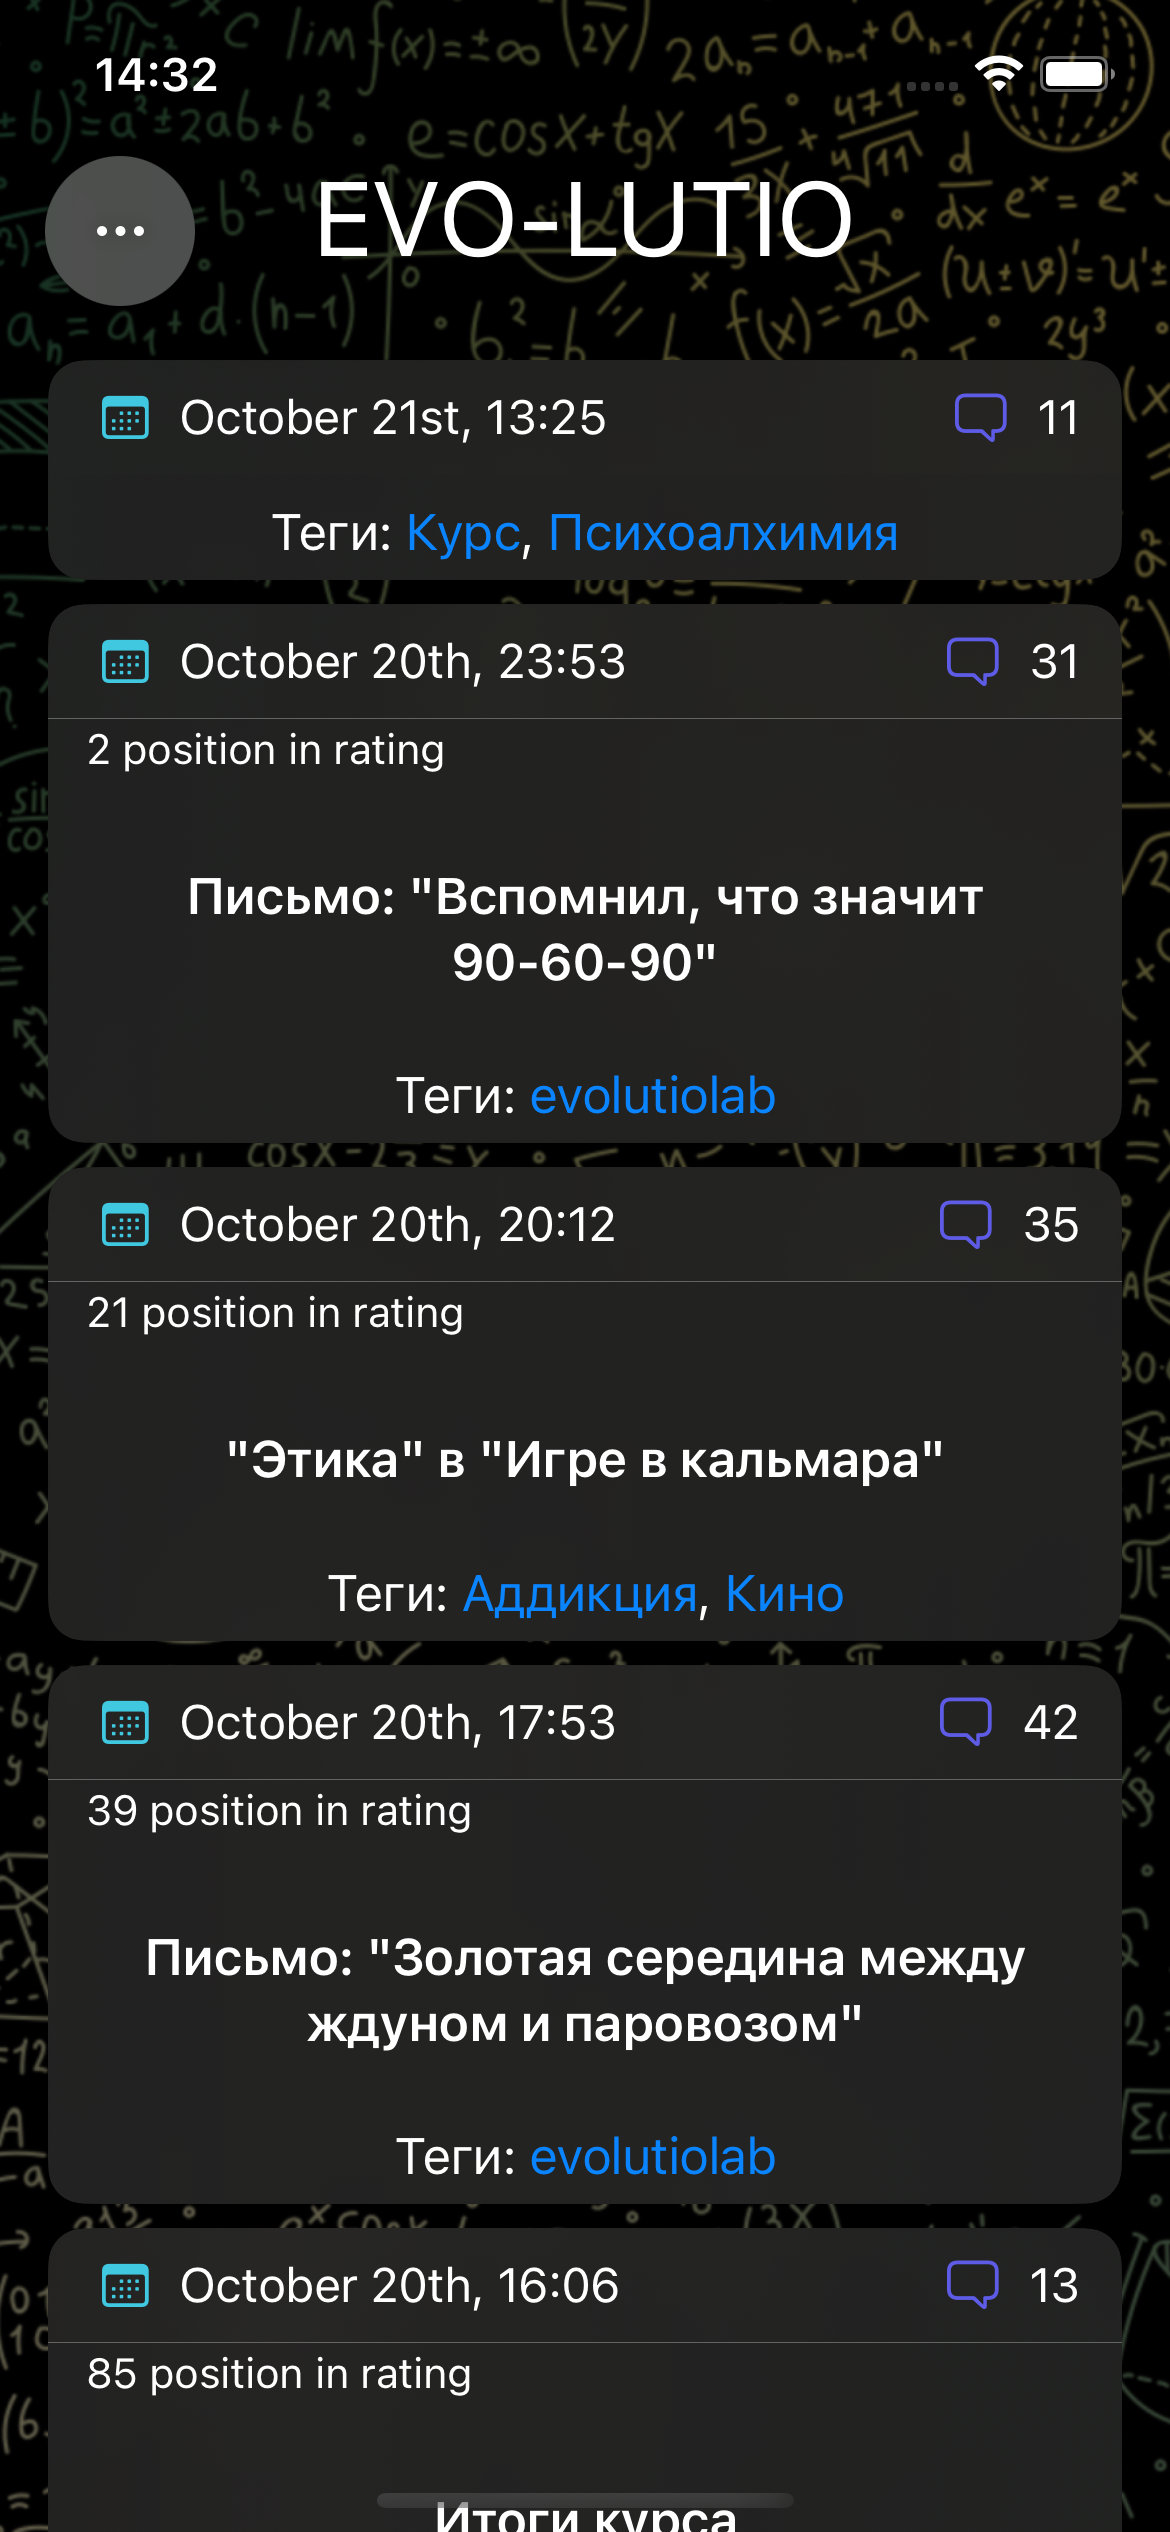 14:32
EVO-LUTIO
October 21st, 13:25 11
Теги: Курс, Психоалхимия
October 20th, 23:53 31
2 position in rating
Письмо: "Вспомнил, что значит
90-60-90"
Теги: evolutiolab
October 20th, 20:12 35
21 position in rating
"Этика" в "Игре в кальмара"
Теги: Аддикция, Кино
October 20th, 17:53 42
39 position in rating
Письмо: "Золотая середина между
ждуном и паровозом"
Теги: evolutiolab
October 20th, 16:06 13
85 position in rating
Итоги курса